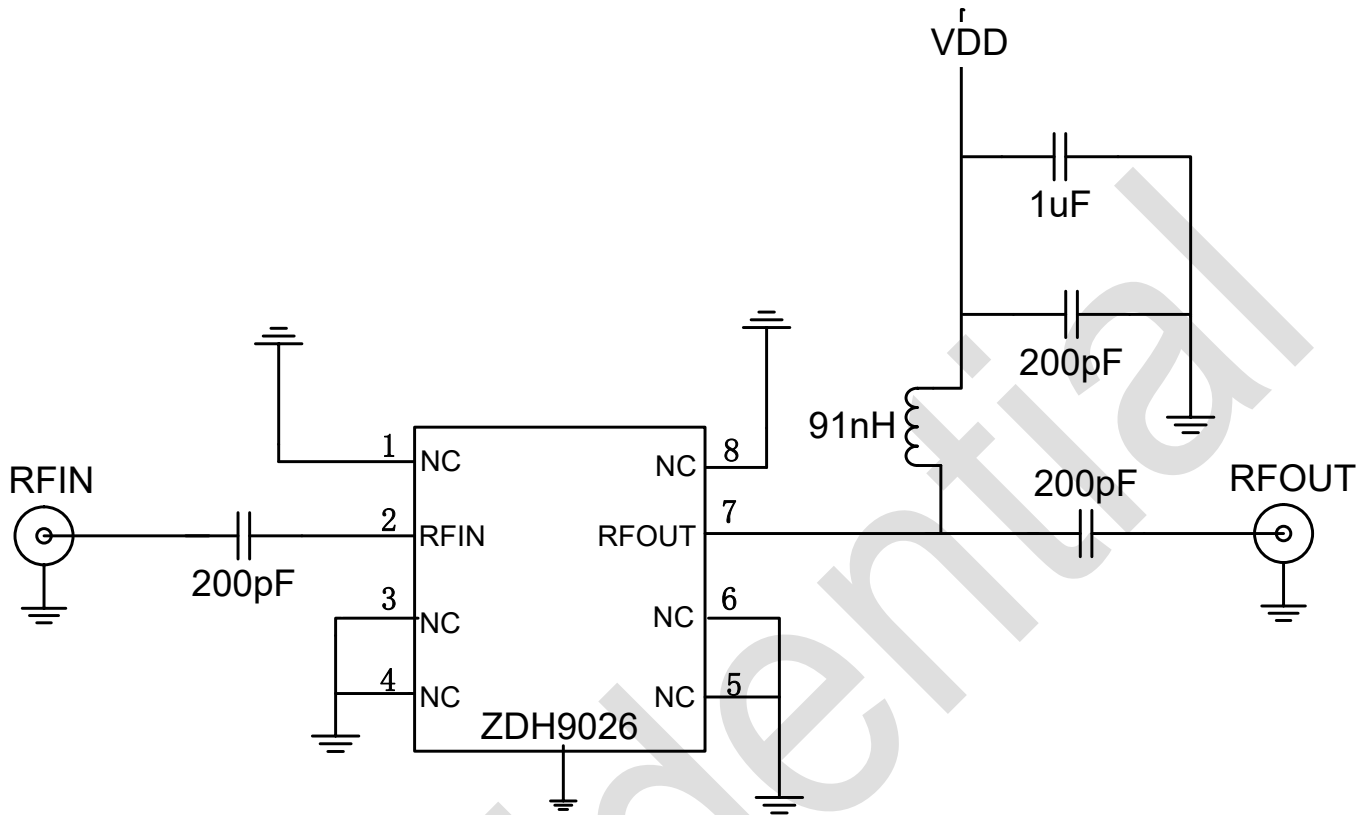 VDD
1uF
200pF
91nH
1 NC
NC 8
RFIN
200pF
RFOUT
2 RFIN
RFOUT 7
200pF
3 NC
NC 6
4 NC
NC 5
ZDH9026
dential